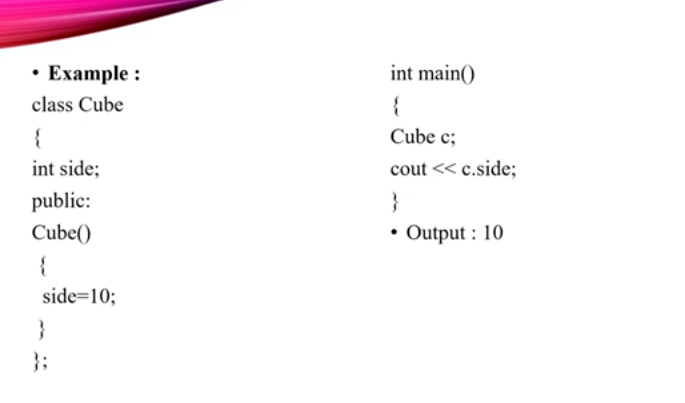 • Example :
class Cube
{
int side;
public:
Cube()
{
side=10;
}
};
int main()
{
Cube c;
cout << c.side;
}
• Output : 10